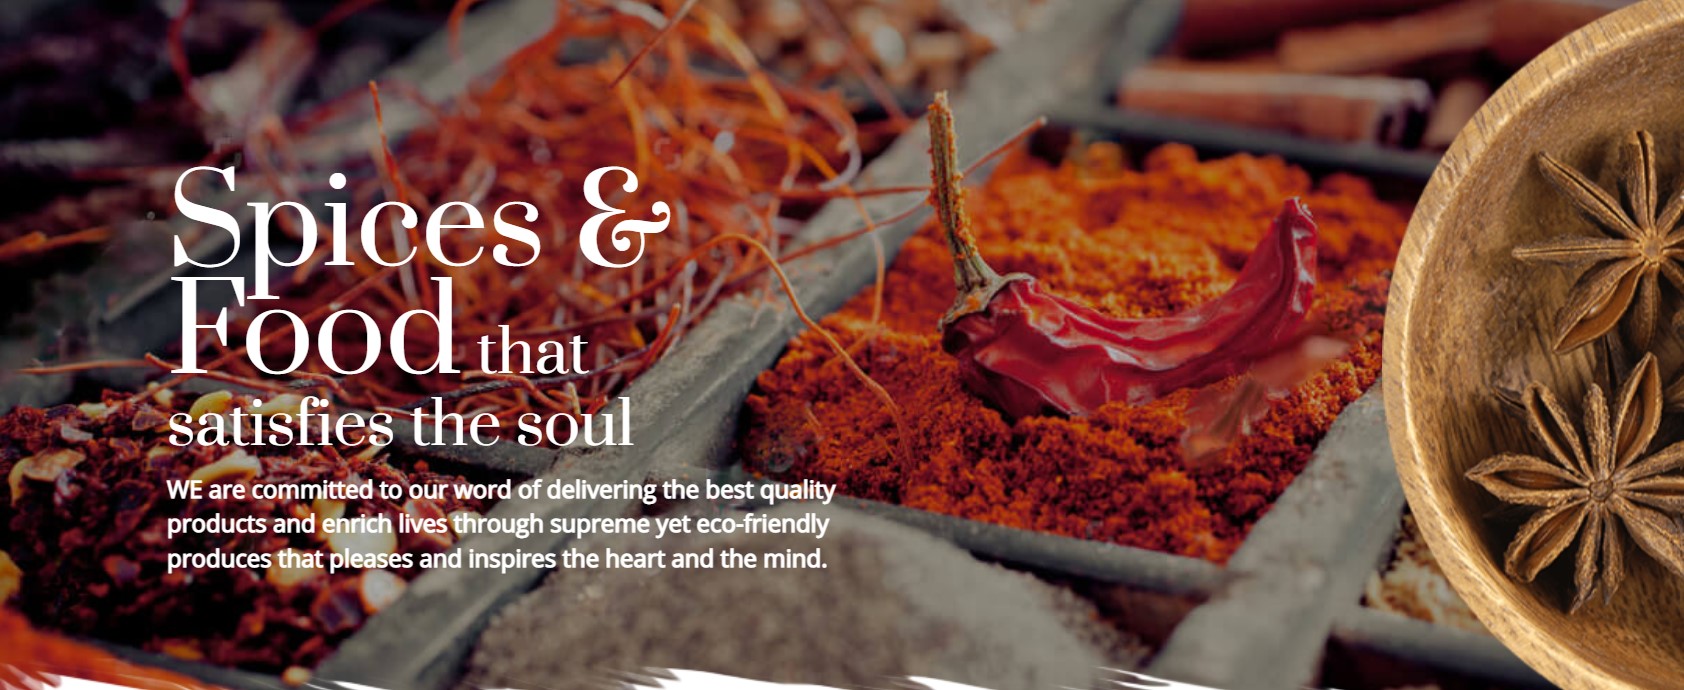 Spices &
Food that
satisfies the soul
WE are committed to our word of delivering the best quality
products and enrich lives through supreme yet eco-friendly
produces that pleases and inspires the heart and the mind.